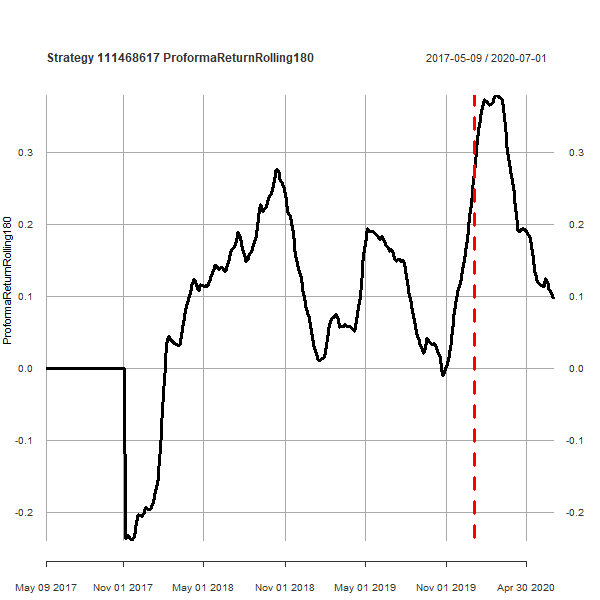 Strategy 111468617 ProformaReturnRolling180 2017-05-09 / 2020-07-01
0.3 0.3
0.2 0.2
0.1 0.1
0.0 0.0
-0.1 -0.1
-0.2 -0.2
ProformaReturnRolling180
May 09 2017 Nov 01 2017 May 01 2018 Nov 01 2018 May 01 2019 Nov 01 2019 Apr 30 2020